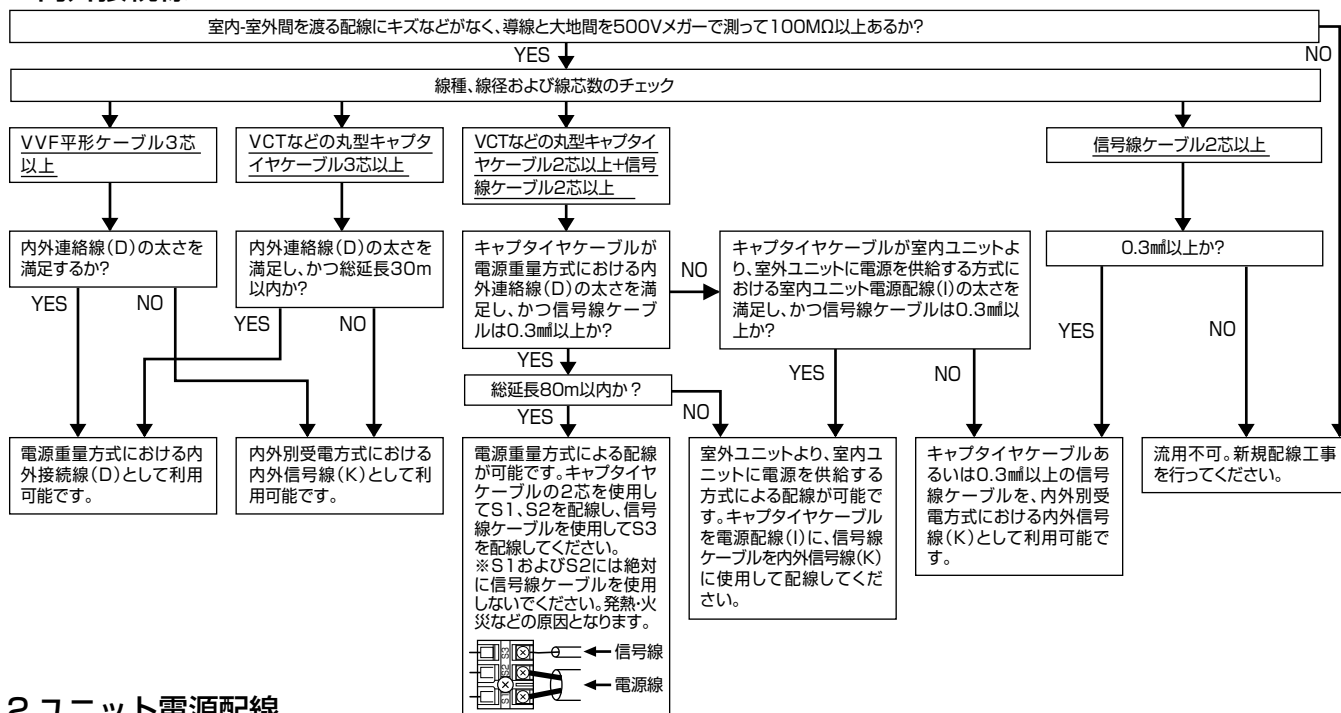 室内-室外間を渡る配線にキズなどがなく、導線と大地間を500Vメガーで測って100MΩ以上あるか?
YES
NO
線種、線径および線芯数のチェック
VVF平形ケーブル3芯
以上
VCTなどの丸型キャプタ
イヤケーブル3芯以上
VCTなどの丸型キャプタイ
ヤケーブル2芯以上+信号
線ケーブル2芯以上
信号線ケーブル2芯以上
内外連絡線(D)の太さを
満足するか?
内外連絡線(D)の太さを
満足し、かつ総延長30m
以内か?
キャプタイヤケーブルが
電源重量方式における内
外連絡線(D)の太さを満
足し、かつ信号線ケーブ
ルは0.3㎟以上か?
NO
キャプタイヤケーブルが室内ユニットよ
り、室外ユニットに電源を供給する方式に
おける室内ユニット電源配線(I)の太さを
満足し、かつ信号線ケーブルは0.3㎟以
上か?
0.3㎟以上か?
YES
NO
YES
NO
YES
YES
NO
YES
NO
総延長80m以内か?
YES
NO
電源重量方式における内
外接続線(D)として利用
可能です。
内外別受電方式における
内外信号線(K)として利
用可能です。
電源重量方式による配線
が可能です。キャプタイヤ
ケーブルの2芯を使用し
てS1、S2を配線し、信号
線ケーブルを使用してS3
を配線してください。
※S1およびS2には絶対
に信号線ケーブルを使用
しないでください。発熱・火
災などの原因となります。
S3
S2
S1
信号線
電源線
室外ユニットより、室内ユ
ニットに電源を供給する
方式による配線が可能で
す。キャプタイヤケーブル
を電源配線(I)に、信号線
ケーブルを内外信号線(K)
に使用して配線してくだ
さい。
キャプタイヤケーブルあ
るいは0.3㎟以上の信号
線ケーブルを、内外別受
電方式における内外信号
線(K)として利用可能で
す。
流用不可。新規配線工事
を行ってください。
2.ユニット電源配線